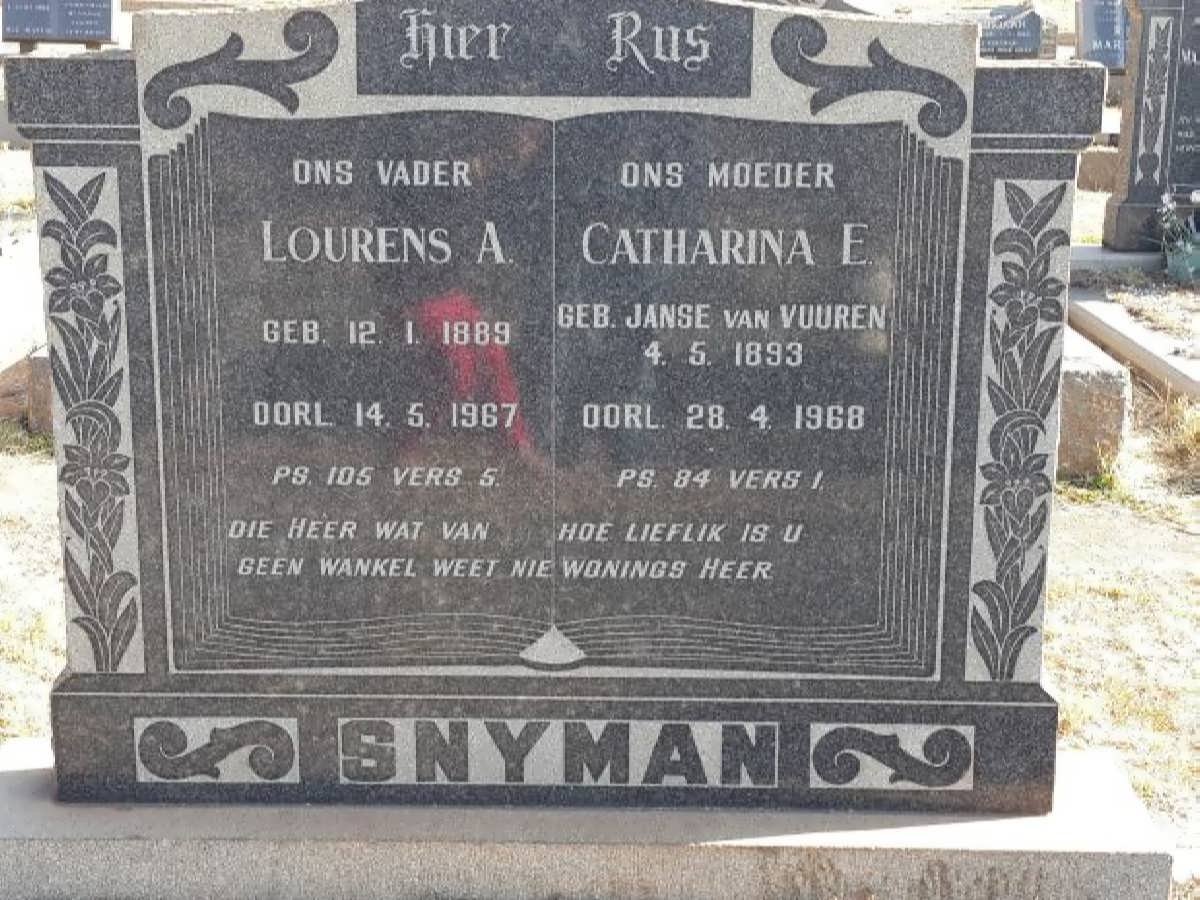 Hier Rus
ONS VADER
LOURENS A.
GEB. 12. 1. 1889
OORL. 14. 5. 1967
PS. 105 VERS 5.
DIE HEER WAT VAN
GEEN WANKEL WEET NIE
ONS MOEDER
CATHARINA E.
GEB. JANSE VAN VUUREN
4. 5. 1893
OORL. 28. 4. 1968
PS. 84 VERS 1.
HOE LIEFLIK IS U
WONINGS HEER.
SNYMAN
MAR